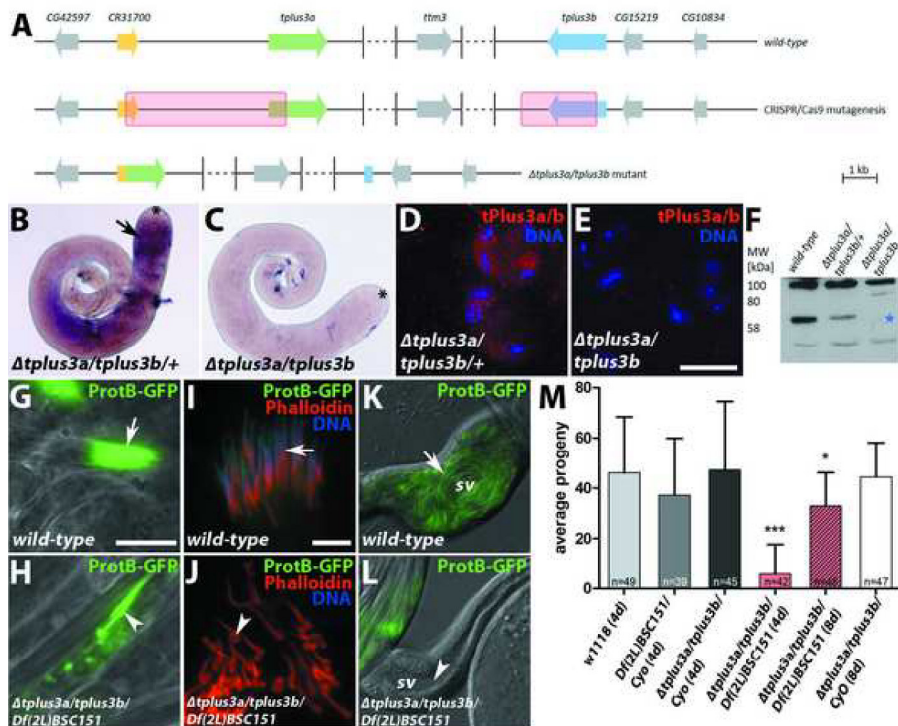 A
CG42597 CR31700 tplus3a ttm3 tplus3b CG15219 CG10834
wild-type
CRISPR/Cas9 mutagenesis
Δtplus3a/tplus3b mutant
1 kb
B
*
Δtplus3a/tplus3b/+
C
*
Δtplus3a/tplus3b
D
tPlus3a/b
DNA
Δtplus3a/
tplus3b/+
E
tPlus3a/b
DNA
Δtplus3a/
tplus3b
F
MW
[kDa]
wild-type
Δtplus3a/
tplus3b/+
Δtplus3a/
tplus3b
100
80
58
*
G
ProtB-GFP
wild-type
I
ProtB-GFP
Phalloidin
DNA
wild-type
K
ProtB-GFP
sv
wild-type
H
ProtB-GFP
Δtplus3a/tplus3b/
Df(2L)BSC151
J
ProtB-GFP
Phalloidin
DNA
Δtplus3a/tplus3b/
Df(2L)BSC151
L
ProtB-GFP
sv
Δtplus3a/tplus3b/
Df(2L)BSC151
M
average progeny
80
60
40
20
0
***
*
n=49 n=39 n=45 n=42 n=47
w1118 (4d)
Df(2L)BSC151/
Cyo (4d)
Δtplus3a/tplus3b/
Cyo (4d)
Δtplus3a/tplus3b/
Df(2L)BSC151 (4d)
Δtplus3a/tplus3b/
Df(2L)BSC151 (8d)
Δtplus3a/tplus3b/
CyO (8d)